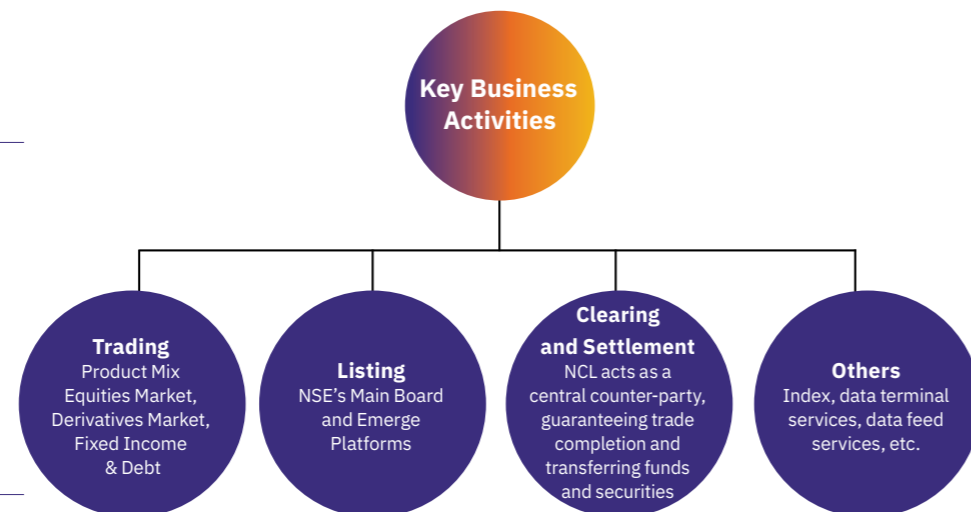 Key Business
Activities
Trading
Product Mix
Equities Market,
Derivatives Market,
Fixed Income
& Debt
Listing
NSE’s Main Board
and Emerge
Platforms
Clearing
and Settlement
NCL acts as a
central counter-party,
guaranteeing trade
completion and
transferring funds
and securities
Others
Index, data terminal
services, data feed
services, etc.